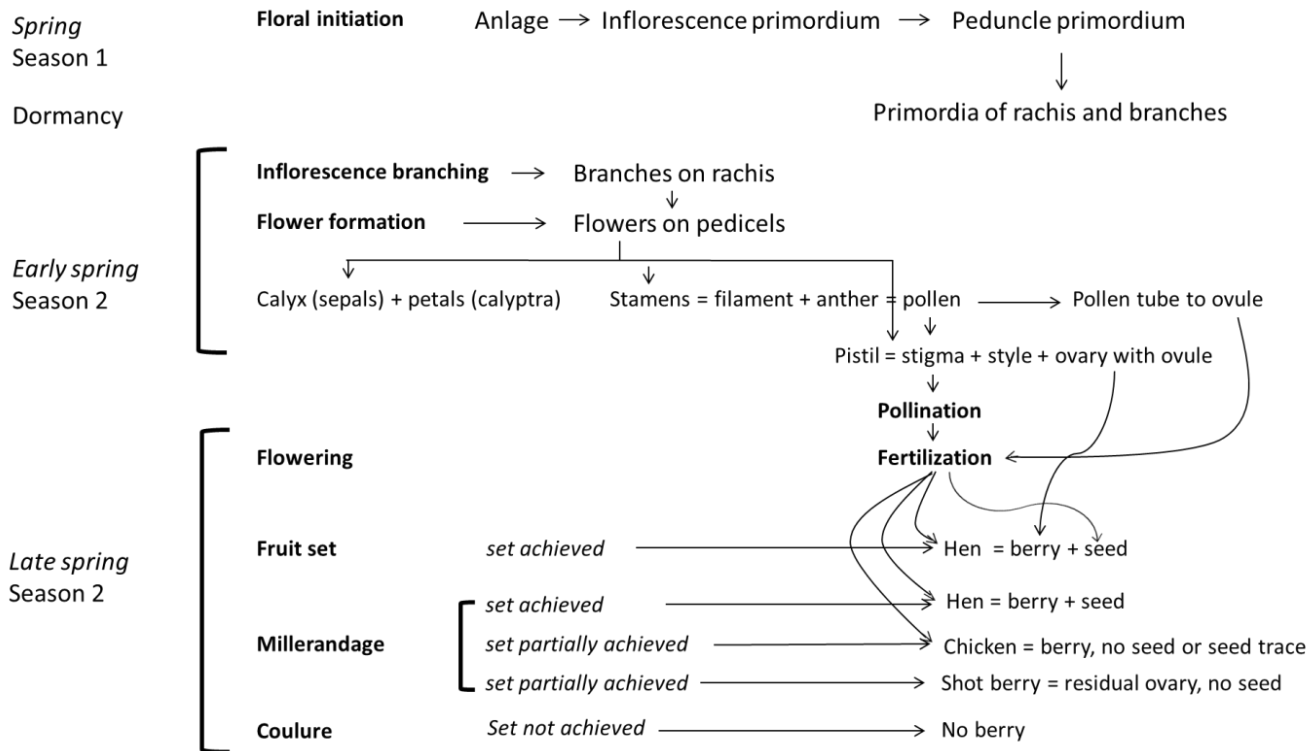 Spring
Season 1
Floral initiation Anlage → Inflorescence primordium → Peduncle primordium
Dormancy
Primordia of rachis and branches
Inflorescence branching → Branches on rachis
Flower formation → Flowers on pedicels
Early spring
Season 2
Calyx (sepals) + petals (calyptra) Stamens = filament + anther = pollen → Pollen tube to ovule
Pistil = stigma + style + ovary with ovule
Pollination
Flowering Fertilization
Late spring
Season 2
Fruit set set achieved → Hen = berry + seed
set achieved → Hen = berry + seed
Millerandage set partially achieved → Chicken = berry, no seed or seed trace
set partially achieved → Shot berry = residual ovary, no seed
Coulure Set not achieved → No berry